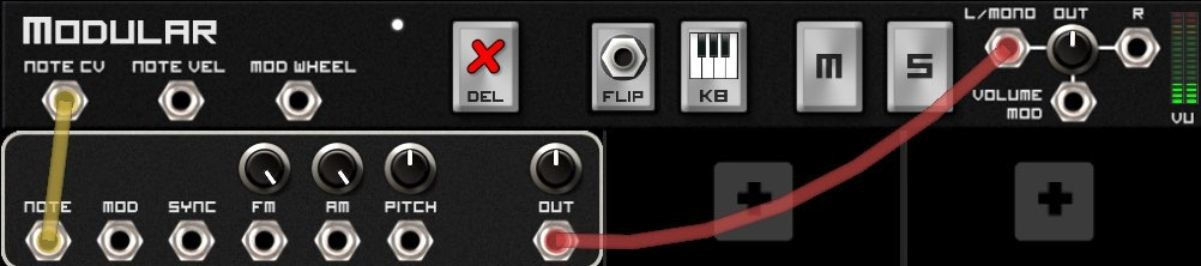 MODULAR
NOTE CV NOTE VEL MOD WHEEL
DEL
FLIP
KB
M
S
L/MONO OUT R
VOLUME
MOD
VU
NOTE MOD SYNC FM AM PITCH OUT